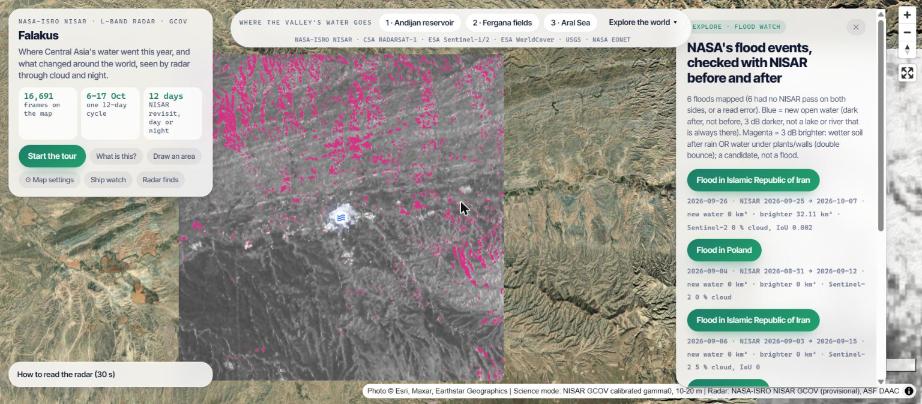 NASA-ISRO NISAR · L-BAND RADAR · GCOV
Falakus
Where Central Asia's water went this year, and
what changed around the world, seen by radar
through cloud and night.
16,691
frames on
the map
6–17 Oct
one 12-day
cycle
12 days
NISAR
revisit,
day or
night
Start the tour
What is this?
Draw an area
⊙ Map settings
Ship watch
Radar finds
How to read the radar (30 s)
WHERE THE VALLEY'S WATER GOES
1 · Andijan reservoir
2 · Fergana fields
3 · Aral Sea
Explore the world ▾
NASA-ISRO NISAR · CSA RADARSAT-1 · ESA Sentinel-1/2 · ESA WorldCover · USGS · NASA EONET
EXPLORE · FLOOD WATCH
×
NASA's flood events,
checked with NISAR
before and after
6 floods mapped (6 had no NISAR pass on both
sides, or a read error). Blue = new open water (dark
after, not before, 3 dB darker, not a lake or river that
is always there). Magenta = 3 dB brighter: wetter soil
after rain OR water under plants/walls (double
bounce); a candidate, not a flood.
Flood in Islamic Republic of Iran
2026-09-26 · NISAR 2026-09-25 → 2026-10-07 ·
new water 0 km² · brighter 32.11 km² ·
Sentinel-2 0 % cloud, IoU 0.002
Flood in Poland
2026-09-04 · NISAR 2026-08-31 → 2026-09-12 ·
new water 0 km² · brighter 0 km² · Sentinel-
2 0 % cloud
Flood in Islamic Republic of Iran
2026-09-06 · NISAR 2026-09-03 → 2026-09-15 ·
new water 0 km² · brighter 0 km² · Sentinel-
2 5 % cloud, IoU 0
Photo © Esri, Maxar, Earthstar Geographics | Science mode: NISAR GCOV calibrated gamma0, 10-20 m | Radar: NASA-ISRO NISAR GCOV (provisional), ASF DAAC